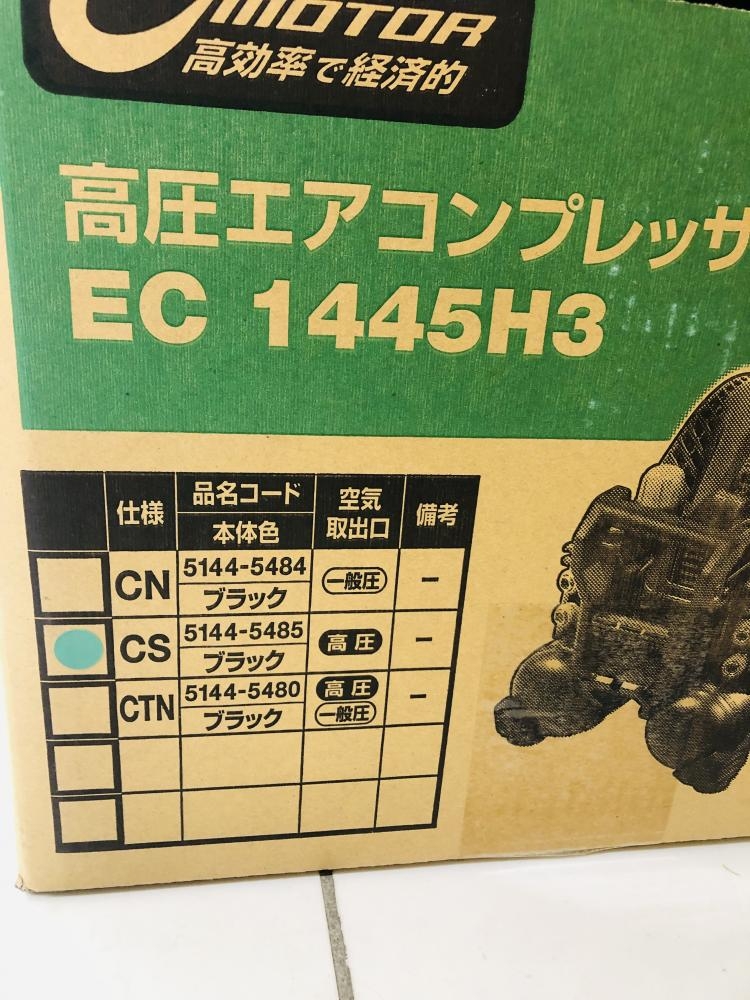 MOTOR
高効率で経済的
高圧エアコンプレッサ
EC 1445H3
仕様 品名コード 本体色 空気取出口 備考
CN 5144-5484 ブラック 一般圧 −
CS 5144-5485 ブラック 高圧 −
CTN 5144-5480 ブラック 高圧 一般圧 −